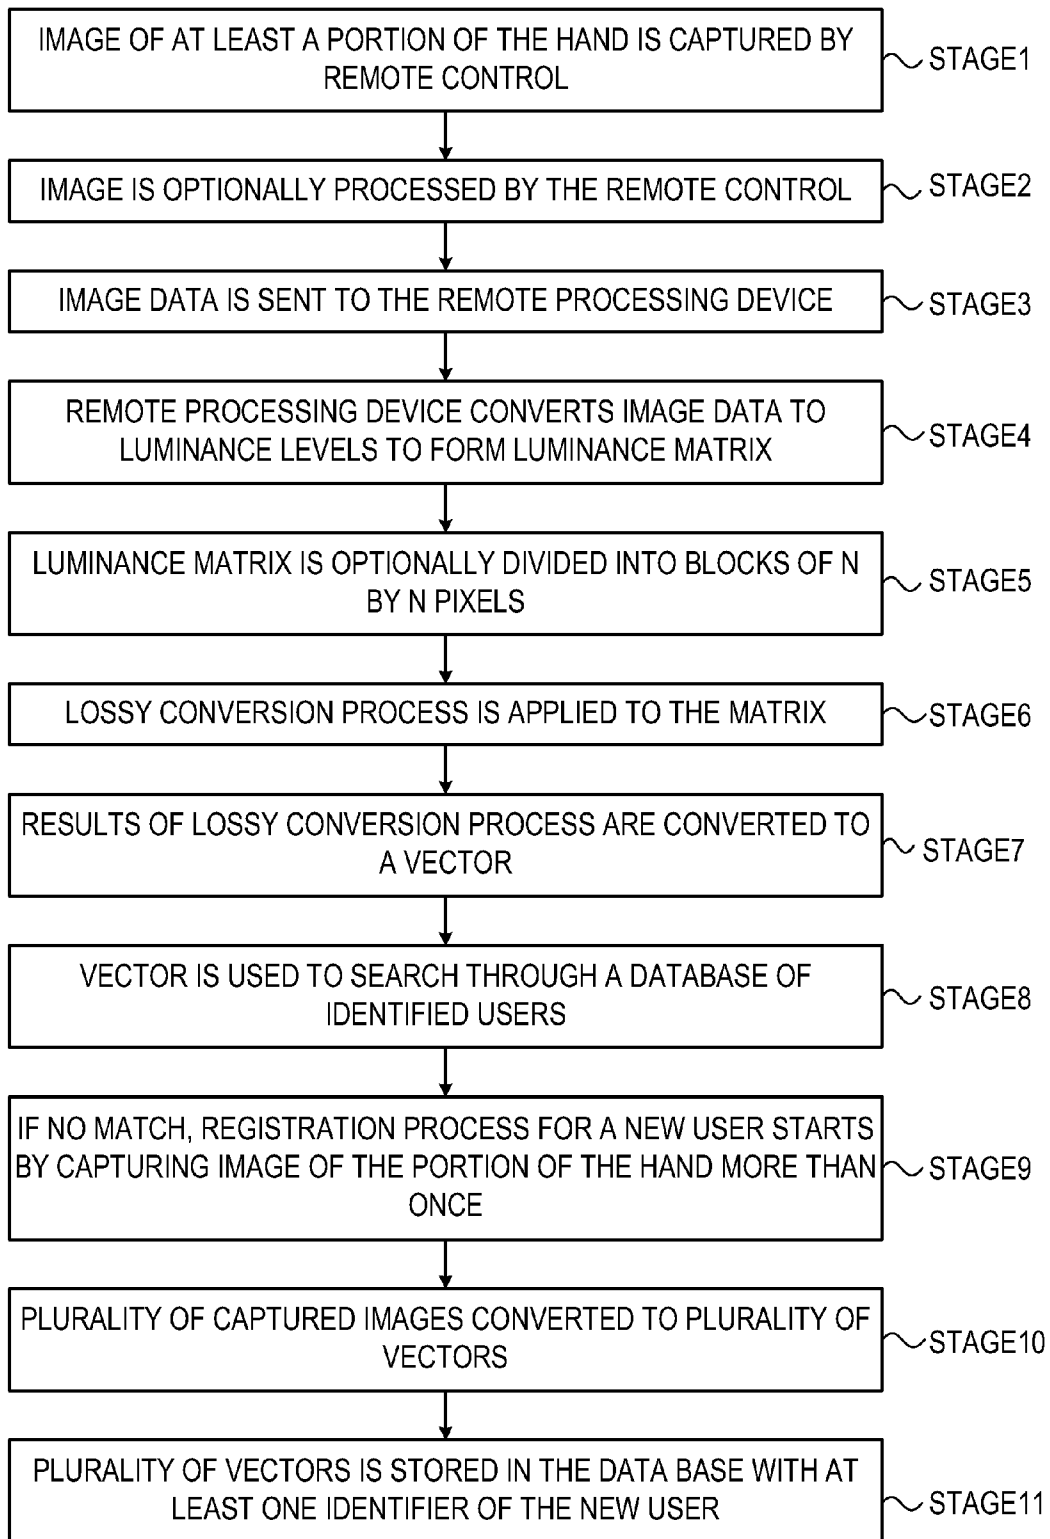 IMAGE OF AT LEAST A PORTION OF THE HAND IS CAPTURED BY
REMOTE CONTROL
STAGE1
IMAGE IS OPTIONALLY PROCESSED BY THE REMOTE CONTROL
STAGE2
IMAGE DATA IS SENT TO THE REMOTE PROCESSING DEVICE
STAGE3
REMOTE PROCESSING DEVICE CONVERTS IMAGE DATA TO
LUMINANCE LEVELS TO FORM LUMINANCE MATRIX
STAGE4
LUMINANCE MATRIX IS OPTIONALLY DIVIDED INTO BLOCKS OF N
BY N PIXELS
STAGE5
LOSSY CONVERSION PROCESS IS APPLIED TO THE MATRIX
STAGE6
RESULTS OF LOSSY CONVERSION PROCESS ARE CONVERTED TO
A VECTOR
STAGE7
VECTOR IS USED TO SEARCH THROUGH A DATABASE OF
IDENTIFIED USERS
STAGE8
IF NO MATCH, REGISTRATION PROCESS FOR A NEW USER STARTS
BY CAPTURING IMAGE OF THE PORTION OF THE HAND MORE THAN
ONCE
STAGE9
PLURALITY OF CAPTURED IMAGES CONVERTED TO PLURALITY OF
VECTORS
STAGE10
PLURALITY OF VECTORS IS STORED IN THE DATA BASE WITH AT
LEAST ONE IDENTIFIER OF THE NEW USER
STAGE11